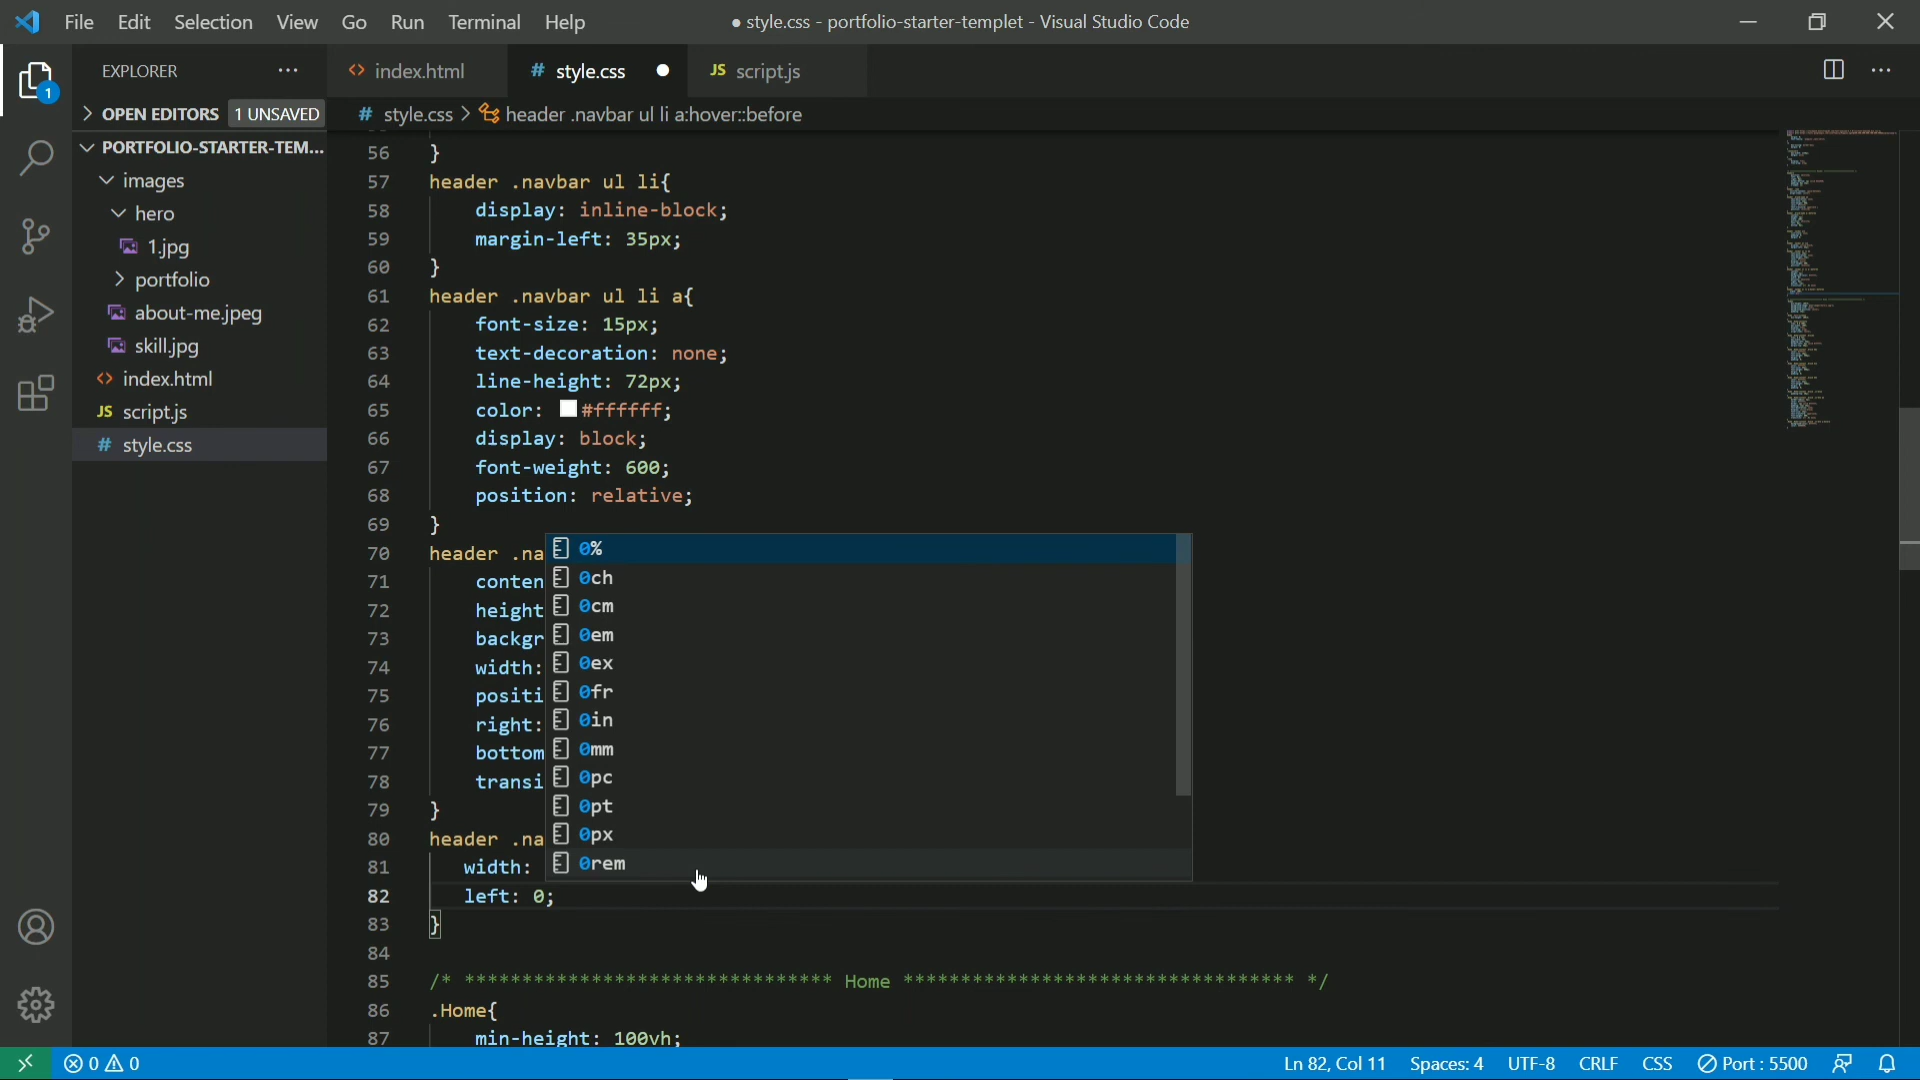 File Edit Selection View Go Run Terminal Help
● style.css - portfolio-starter-templet - Visual Studio Code
EXPLORER
index.html
# style.css
JS script.js
OPEN EDITORS 1 UNSAVED
# style.css > header .navbar ul li a:hover::before
PORTFOLIO-STARTER-TEM...
images
hero
1.jpg
portfolio
about-me.jpeg
skill.jpg
<> index.html
JS script.js
# style.css
1
56 }
57 header .navbar ul li{
58 display: inline-block;
59 margin-left: 35px;
60 }
61 header .navbar ul li a{
62 font-size: 15px;
63 text-decoration: none;
64 line-height: 72px;
65 color: #ffffff;
66 display: block;
67 font-weight: 600;
68 position: relative;
69 }
70 header .na
71 conten
72 height
73 backgr
74 width:
75 positi
76 right:
77 bottom
78 transi
79 }
80 header .na
81 width:
82 left: 0;
83 }
84
85 /* ******************************** Home ********************************** */
86 .Home{
87 min-height: 100vh;
0%
0ch
0cm
0em
0ex
0fr
0in
0mm
0pc
0pt
0px
0rem
0 0
Ln 82, Col 11 Spaces: 4 UTF-8 CRLF CSS Port : 5500